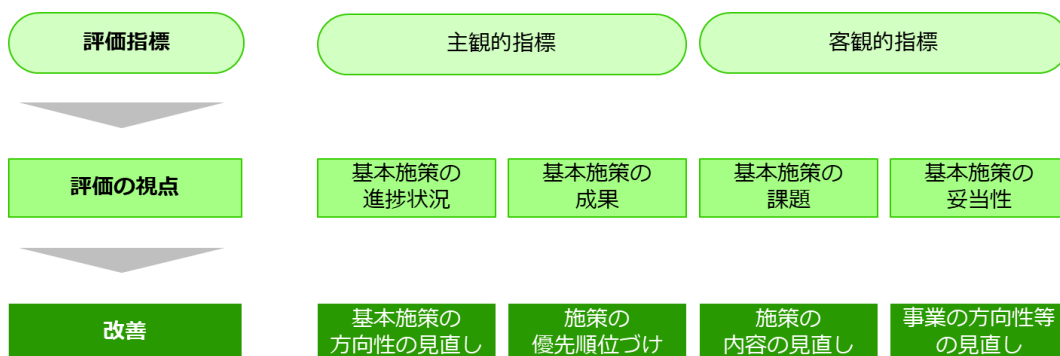 評価指標
主観的指標
客観的指標
評価の視点
基本施策の
進捗状況
基本施策の
成果
基本施策の
課題
基本施策の
妥当性
改善
基本施策の
方向性の見直し
施策の
優先順位づけ
施策の
内容の見直し
事業の方向性等
の見直し